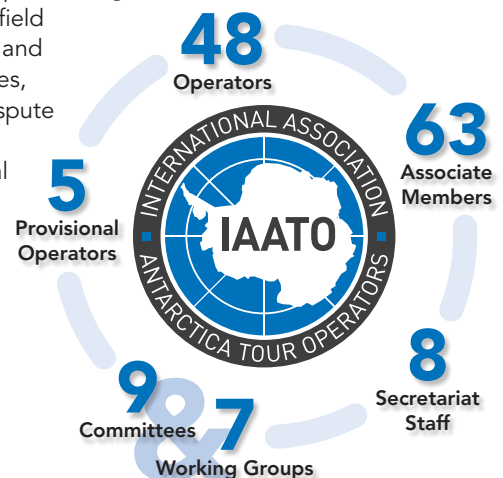 field
and
es,
spute
al
48
Operators
63
Associate
Members
8
Secretariat
Staff
&
7
Working Groups
9
Committees
5
Provisional
Operators
INTERNATIONAL ASSOCIATION
IAATO
ANTARCTICA TOUR OPERATORS